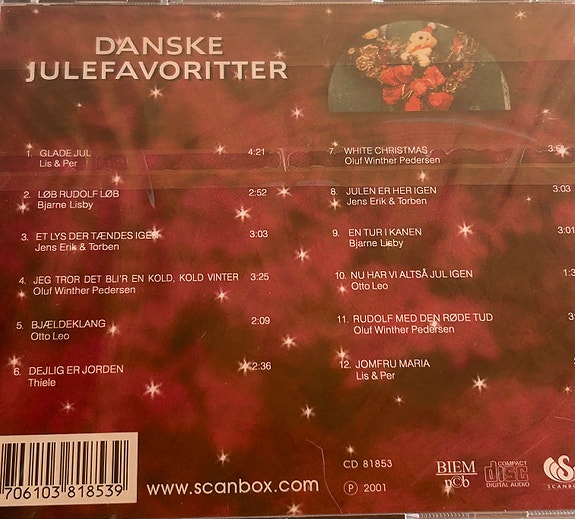 DANSKE
JULEFAVORITTER
1. GLADE JUL 4:21
Lis & Per
2. LØB RUDOLF LØB 2:52
Bjarne Lisby
3. ET LYS DER TÆNDES IGEN 3:03
Jens Erik & Torben
4. JEG TROR DET BLI'R EN KOLD, KOLD VINTER 3:25
Oluf Winther Pedersen
5. BJÆLDEKLANG 2:09
Otto Leo
6. DEJLIG ER JORDEN 2:36
Thiele
7. WHITE CHRISTMAS
Oluf Winther Pedersen
8. JULEN ER HER IGEN 3:03
Jens Erik & Torben
9. EN TUR I KANEN 3:01
Bjarne Lisby
10. NU HAR VI ALTSÅ JUL IGEN
Otto Leo
11. RUDOLF MED DEN RØDE TUD
Oluf Winther Pedersen
12. JOMFRU MARIA
Lis & Per
706103 818539
www.scanbox.com
CD 81853
P 2001
BIEM
ncb
COMPACT
disc
DIGITAL AUDIO